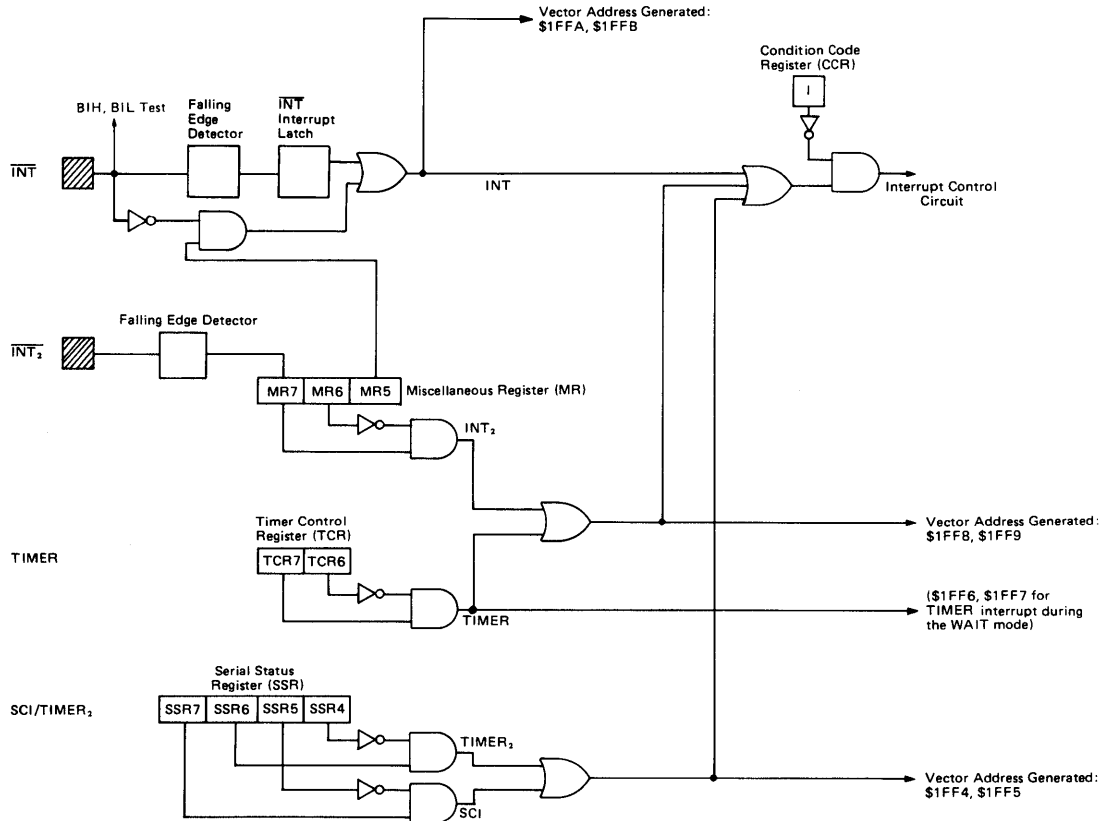 Vector Address Generated:
$1FFA, $1FFB
Condition Code
Register (CCR)
I
BIH, BIL Test
Falling
Edge
Detector
INT
Interrupt
Latch
INT
INT
Interrupt Control
Circuit
Falling Edge Detector
INT₂
MR7 MR6 MR5 Miscellaneous Register (MR)
INT₂
Timer Control
Register (TCR)
TCR7 TCR6
TIMER
TIMER
Vector Address Generated:
$1FF8, $1FF9
($1FF6, $1FF7 for
TIMER interrupt during
the WAIT mode)
Serial Status
Register (SSR)
SSR7 SSR6 SSR5 SSR4
SCI/TIMER₂
TIMER₂
SCI
Vector Address Generated:
$1FF4, $1FF5